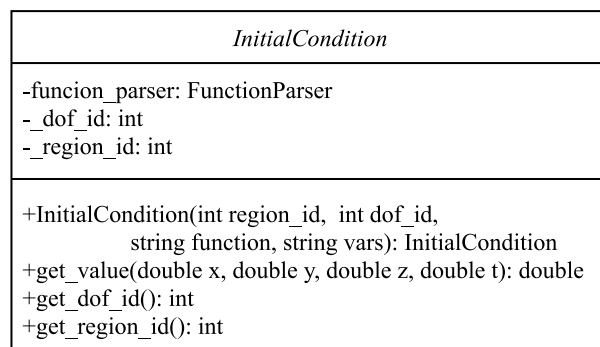 InitialCondition
-funcion_parser: FunctionParser
-_dof_id: int
-_region_id: int
+InitialCondition(int region_id, int dof_id,
string function, string vars): InitialCondition
+get_value(double x, double y, double z, double t): double
+get_dof_id(): int
+get_region_id(): int